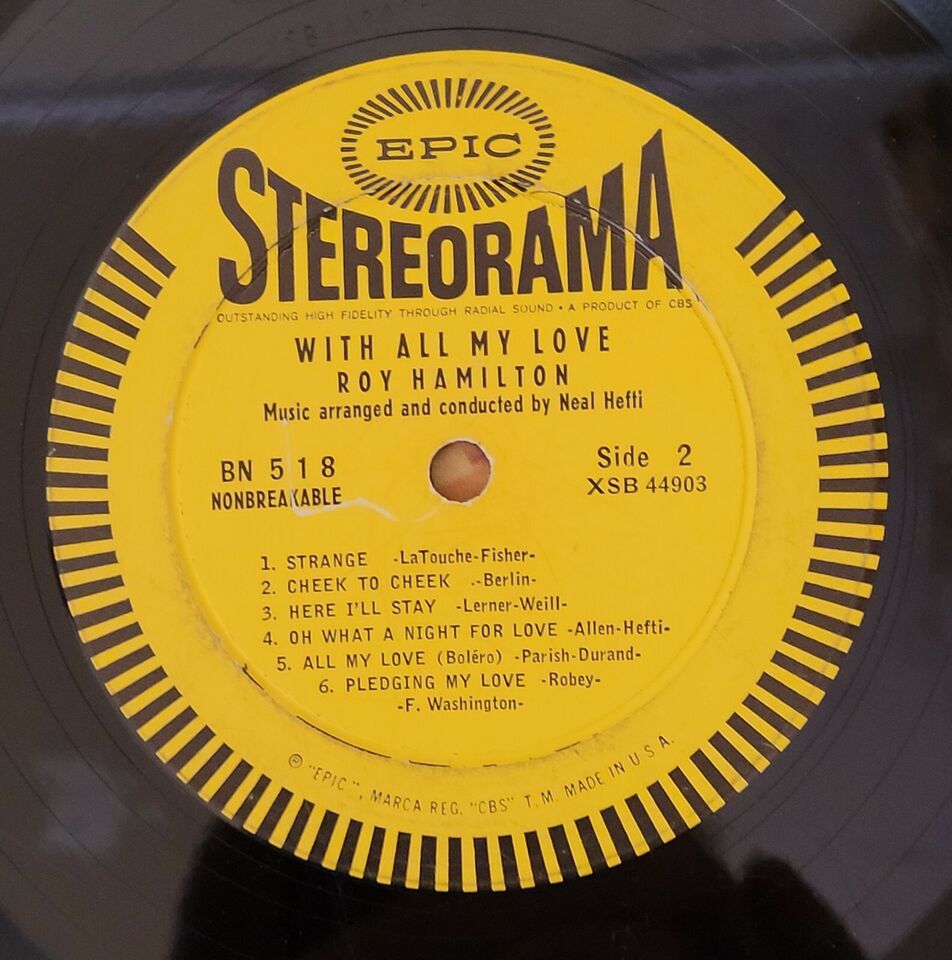 EPIC
STEREORAMA
OUTSTANDING HIGH FIDELITY THROUGH RADIAL SOUND • A PRODUCT OF CBS
WITH ALL MY LOVE
ROY HAMILTON
Music arranged and conducted by Neal Hefti
BN 518
NONBREAKABLE
Side 2
XSB 44903
1. STRANGE -LaTouche-Fisher-
2. CHEEK TO CHEEK .-Berlin-
3. HERE I'LL STAY -Lerner-Weill-
4. OH WHAT A NIGHT FOR LOVE -Allen-Hefti-
5. ALL MY LOVE (Boléro) -Parish-Durand-
6. PLEDGING MY LOVE -Robey-
-F. Washington-
® "EPIC", MARCA REG. "CBS" T.M. MADE IN U.S.A.